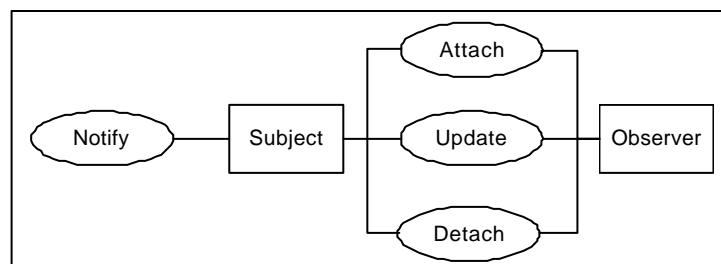 Attach
Notify
Subject
Update
Observer
Detach